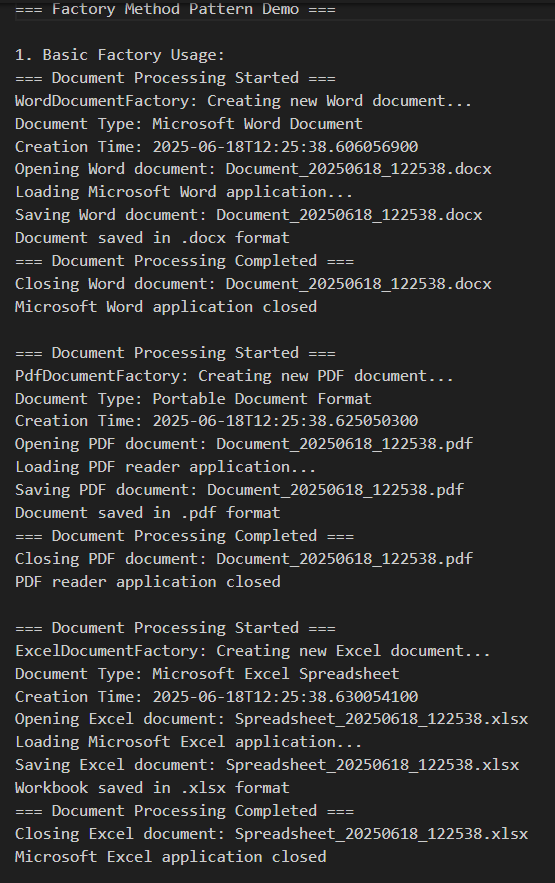 === Factory Method Pattern Demo ===
1. Basic Factory Usage:
=== Document Processing Started ===
WordDocumentFactory: Creating new Word document...
Document Type: Microsoft Word Document
Creation Time: 2025-06-18T12:25:38.606056900
Opening Word document: Document_20250618_122538.docx
Loading Microsoft Word application...
Saving Word document: Document_20250618_122538.docx
Document saved in .docx format
=== Document Processing Completed ===
Closing Word document: Document_20250618_122538.docx
Microsoft Word application closed
=== Document Processing Started ===
PdfDocumentFactory: Creating new PDF document...
Document Type: Portable Document Format
Creation Time: 2025-06-18T12:25:38.625050300
Opening PDF document: Document_20250618_122538.pdf
Loading PDF reader application...
Saving PDF document: Document_20250618_122538.pdf
Document saved in .pdf format
=== Document Processing Completed ===
Closing PDF document: Document_20250618_122538.pdf
PDF reader application closed
=== Document Processing Started ===
ExcelDocumentFactory: Creating new Excel document...
Document Type: Microsoft Excel Spreadsheet
Creation Time: 2025-06-18T12:25:38.630054100
Opening Excel document: Spreadsheet_20250618_122538.xlsx
Loading Microsoft Excel application...
Saving Excel document: Spreadsheet_20250618_122538.xlsx
Workbook saved in .xlsx format
=== Document Processing Completed ===
Closing Excel document: Spreadsheet_20250618_122538.xlsx
Microsoft Excel application closed